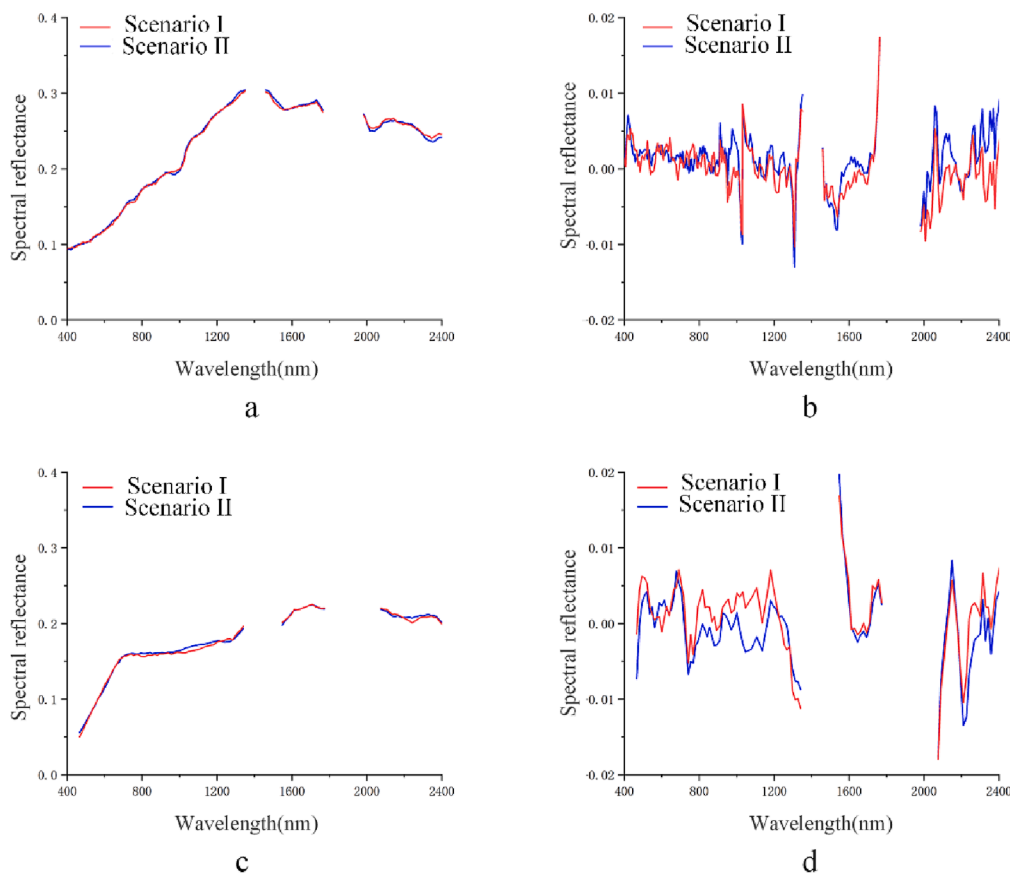 0.4
0.3
0.2
0.1
0.0
Scenario I
Scenario II
Spectral reflectance
400 800 1200 1600 2000 2400
Wavelength(nm)
a
0.02
0.01
0.00
-0.01
-0.02
Scenario I
Scenario II
Spectral reflectance
400 800 1200 1600 2000 2400
Wavelength(nm)
b
0.4
0.3
0.2
0.1
0.0
Scenario I
Scenario II
Spectral reflectance
400 800 1200 1600 2000 2400
Wavelength(nm)
c
0.02
0.01
0.00
-0.01
-0.02
Scenario I
Scenario II
Spectral reflectance
400 800 1200 1600 2000 2400
Wavelength(nm)
d